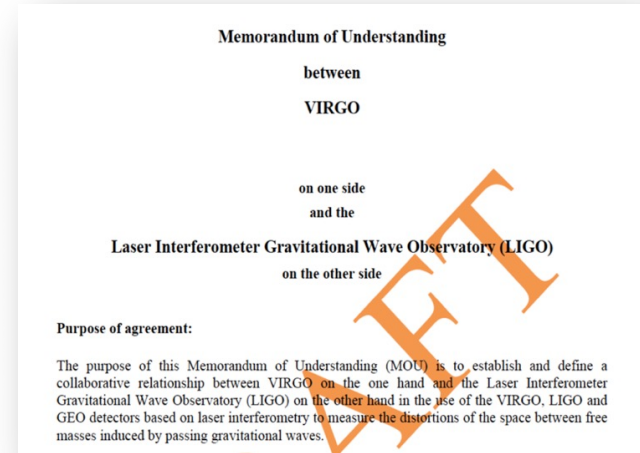 Memorandum of Understanding
between
VIRGO
on one side
and the
Laser Interferometer Gravitational Wave Observatory (LIGO)
on the other side
Purpose of agreement:
The purpose of this Memorandum of Understanding (MOU) is to establish and define a
collaborative relationship between VIRGO on the one hand and the Laser Interferometer
Gravitational Wave Observatory (LIGO) on the other hand in the use of the VIRGO, LIGO and
GEO detectors based on laser interferometry to measure the distortions of the space between free
masses induced by passing gravitational waves.
AFT